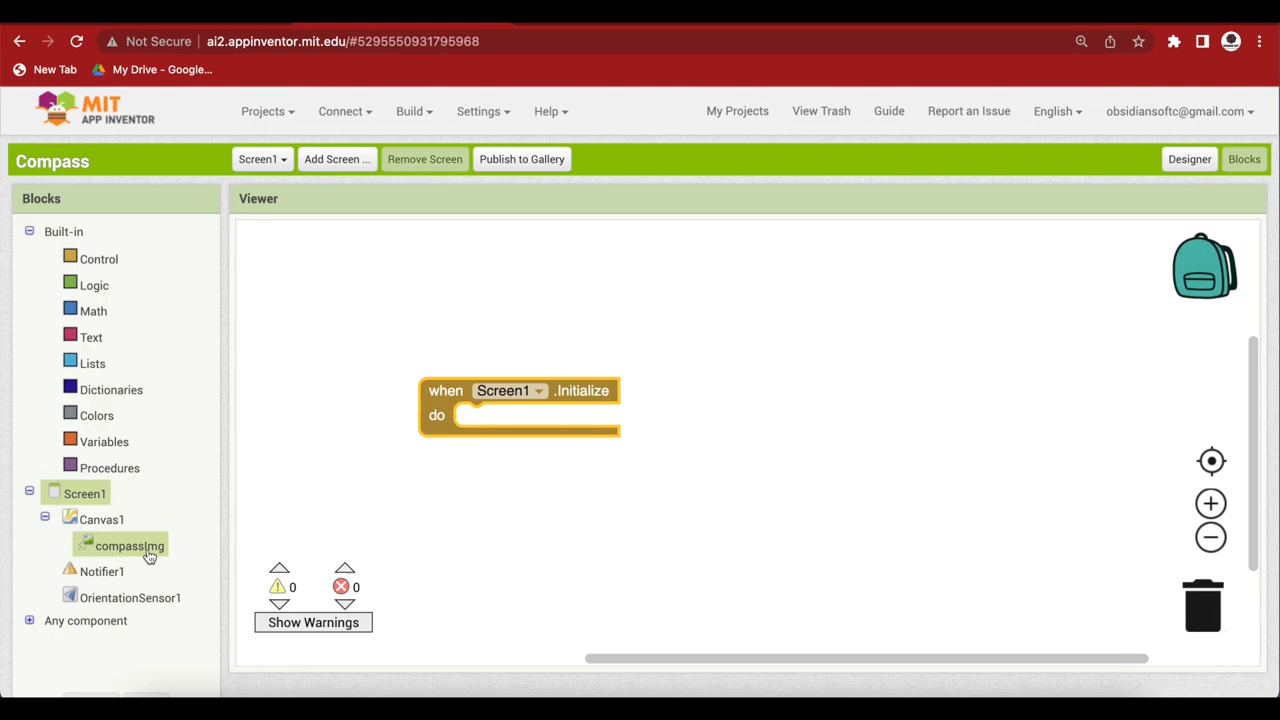 Not Secure ai2.appinventor.mit.edu/#5295550931795968
New Tab My Drive - Google...
MIT
APP INVENTOR
Projects Connect Build Settings Help My Projects View Trash Guide Report an Issue English obsidiansoftc@gmail.com
Compass Screen1 Add Screen ... Remove Screen Publish to Gallery Designer Blocks
Blocks
Viewer
Built-in
Control
Logic
Math
Text
Lists
Dictionaries
Colors
Variables
Procedures
Screen1
Canvas1
compassImg
Notifier1
OrientationSensor1
Any component
when Screen1 .Initialize
do
0 0
Show Warnings